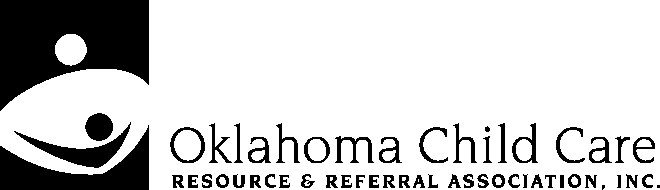 Oklahoma Child Care
RESOURCE & REFERRAL ASSOCIATION, INC.